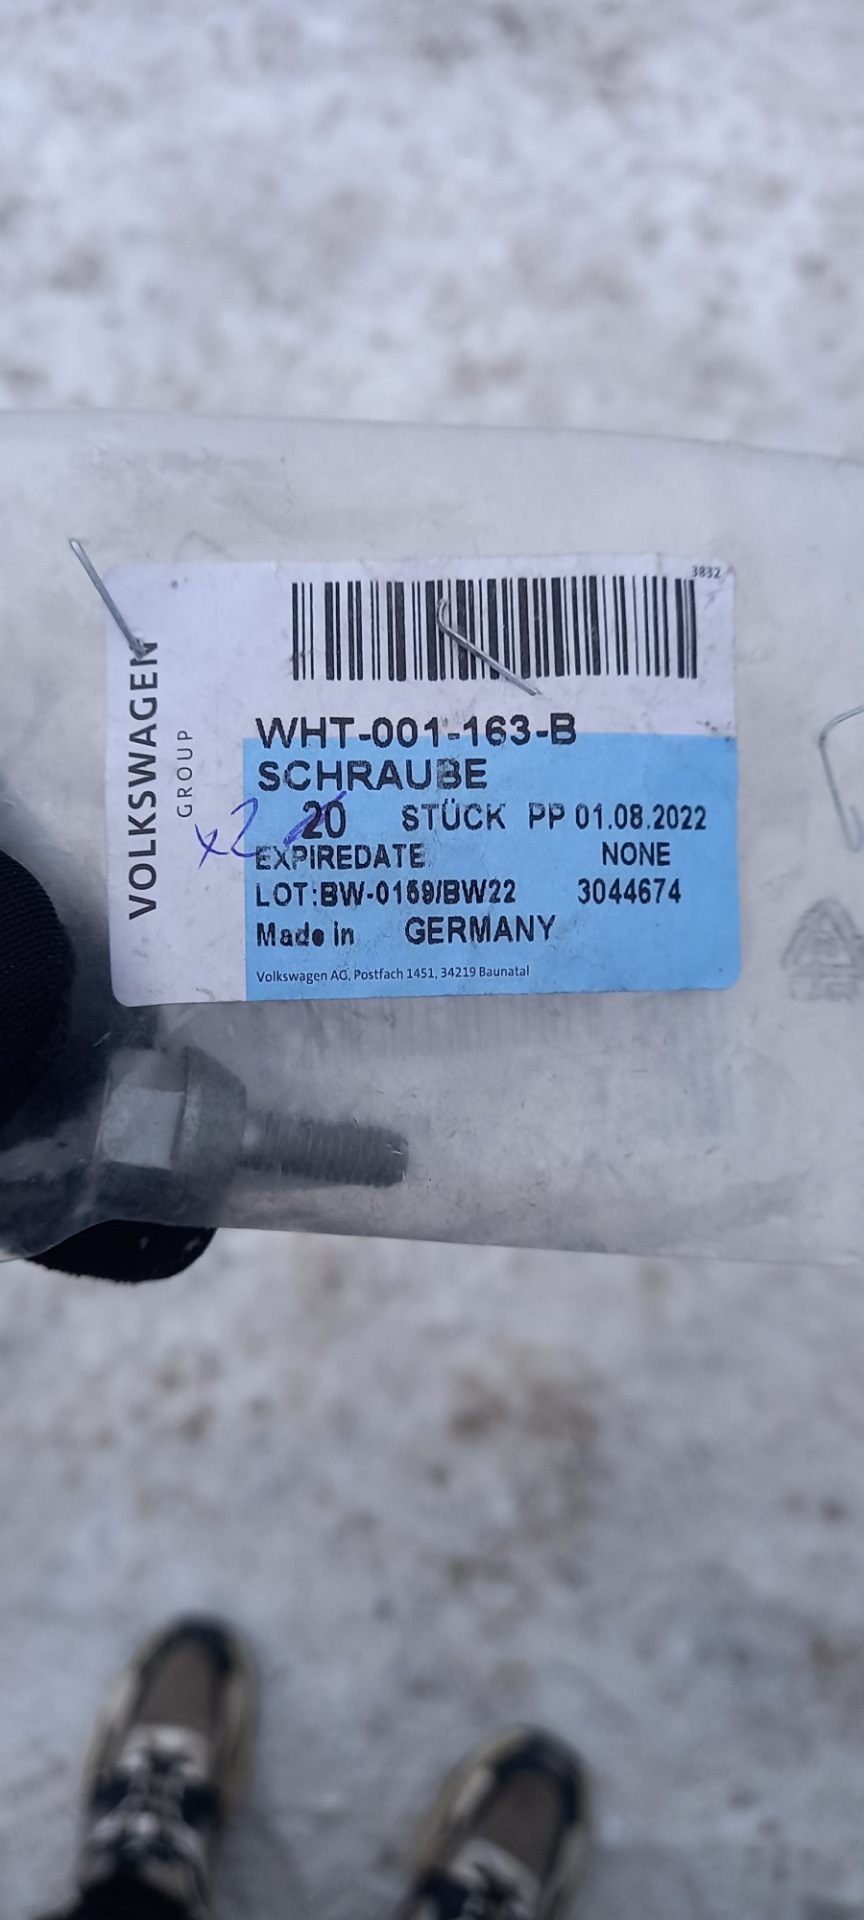 3832
VOLKSWAGEN
GROUP
WHT-001-163-B
SCHRAUBE
x2 20 STÜCK PP 01.08.2022
EXPIREDATE NONE
LOT:BW-0159/BW22 3044674
Made in GERMANY
Volkswagen AG, Postfach 1451, 34219 Baunatal